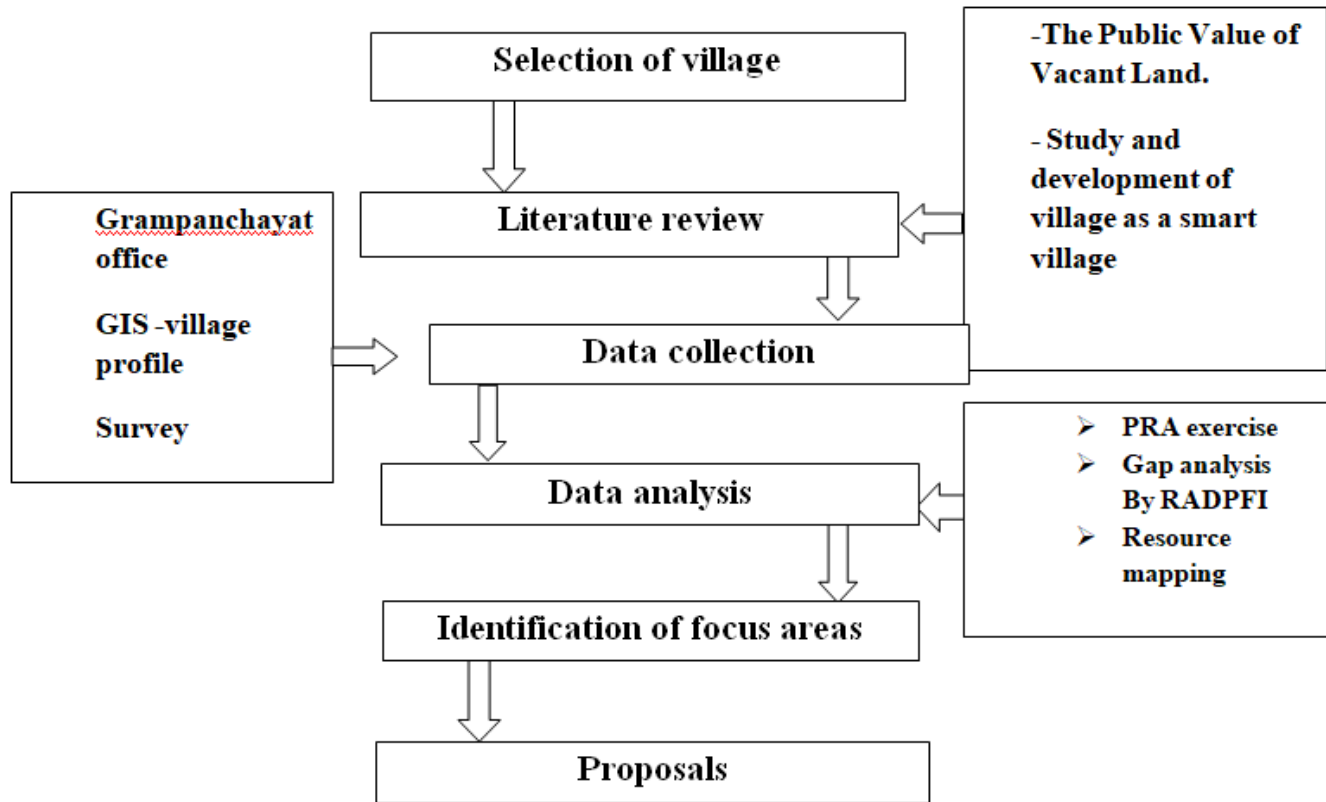 Selection of village
-The Public Value of
Vacant Land.
- Study and
development of
village as a smart
village
Literature review
Grampanchayat
office
GIS -village
profile
Survey
Data collection
Data analysis
➢ PRA exercise
➢ Gap analysis
By RADPFI
➢ Resource
mapping
Identification of focus areas
Proposals